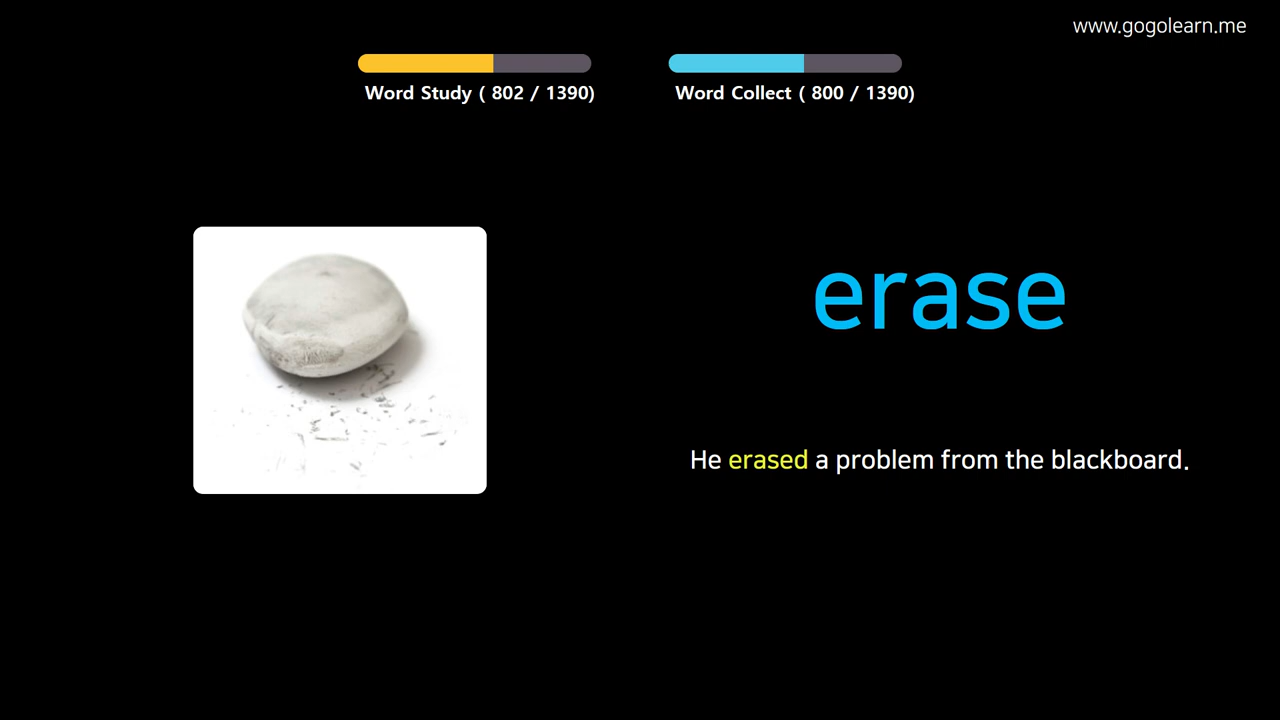 www.gogolearn.me
Word Study ( 802 / 1390)
Word Collect ( 800 / 1390)
erase
He erased a problem from the blackboard.